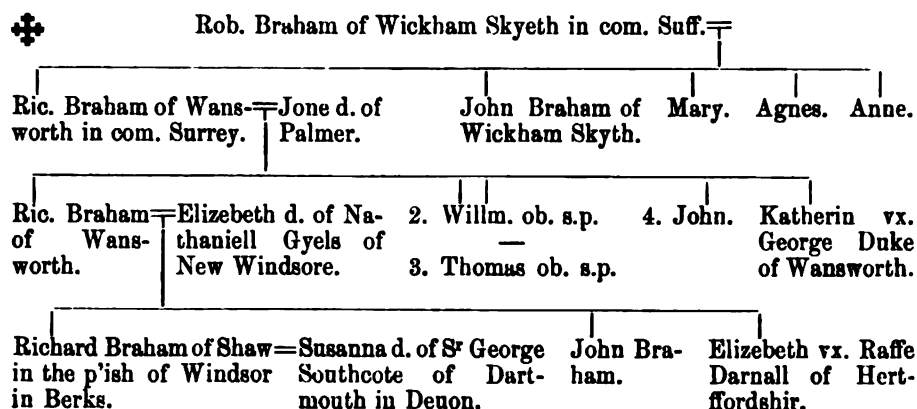 Rob. Braham of Wickham Skyeth in com. Suff.
Ric. Braham of Wans-
worth in com. Surrey.
Jone d. of
Palmer.
John Braham of
Wickham Skyth.
Mary.
Agnes.
Anne.
Ric. Braham
of Wans-
worth.
Elizebeth d. of Na-
thaniell Gyels of
New Windsore.
2. Willm. ob. s.p.
3. Thomas ob. s.p.
4. John.
Katherin vx.
George Duke
of Wansworth.
Richard Braham of Shaw
in the p'ish of Windsor
in Berks.
Susanna d. of Sr George
Southcote of Dart-
mouth in Deuon.
John Bra-
ham.
Elizebeth vx. Raffe
Darnall of Hert-
ffordshir.